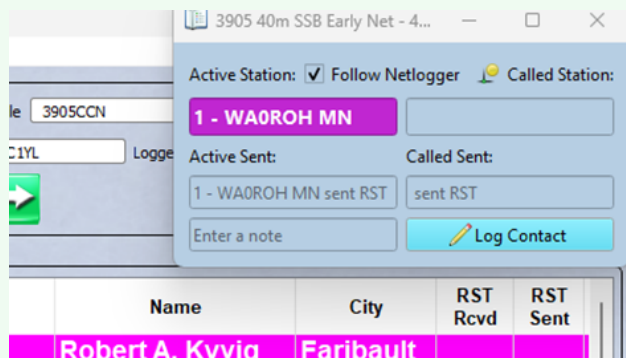 3905 40m SSB Early Net - 4...
Active Station: Follow Netlogger Called Station:
le 3905CCN
1 - WA0ROH MN
C1YL Logge
Active Sent: Called Sent:
1 - WA0ROH MN sent RST sent RST
Enter a note Log Contact
Name City RST Rcvd RST Sent
Robert A. Kyvig Faribault